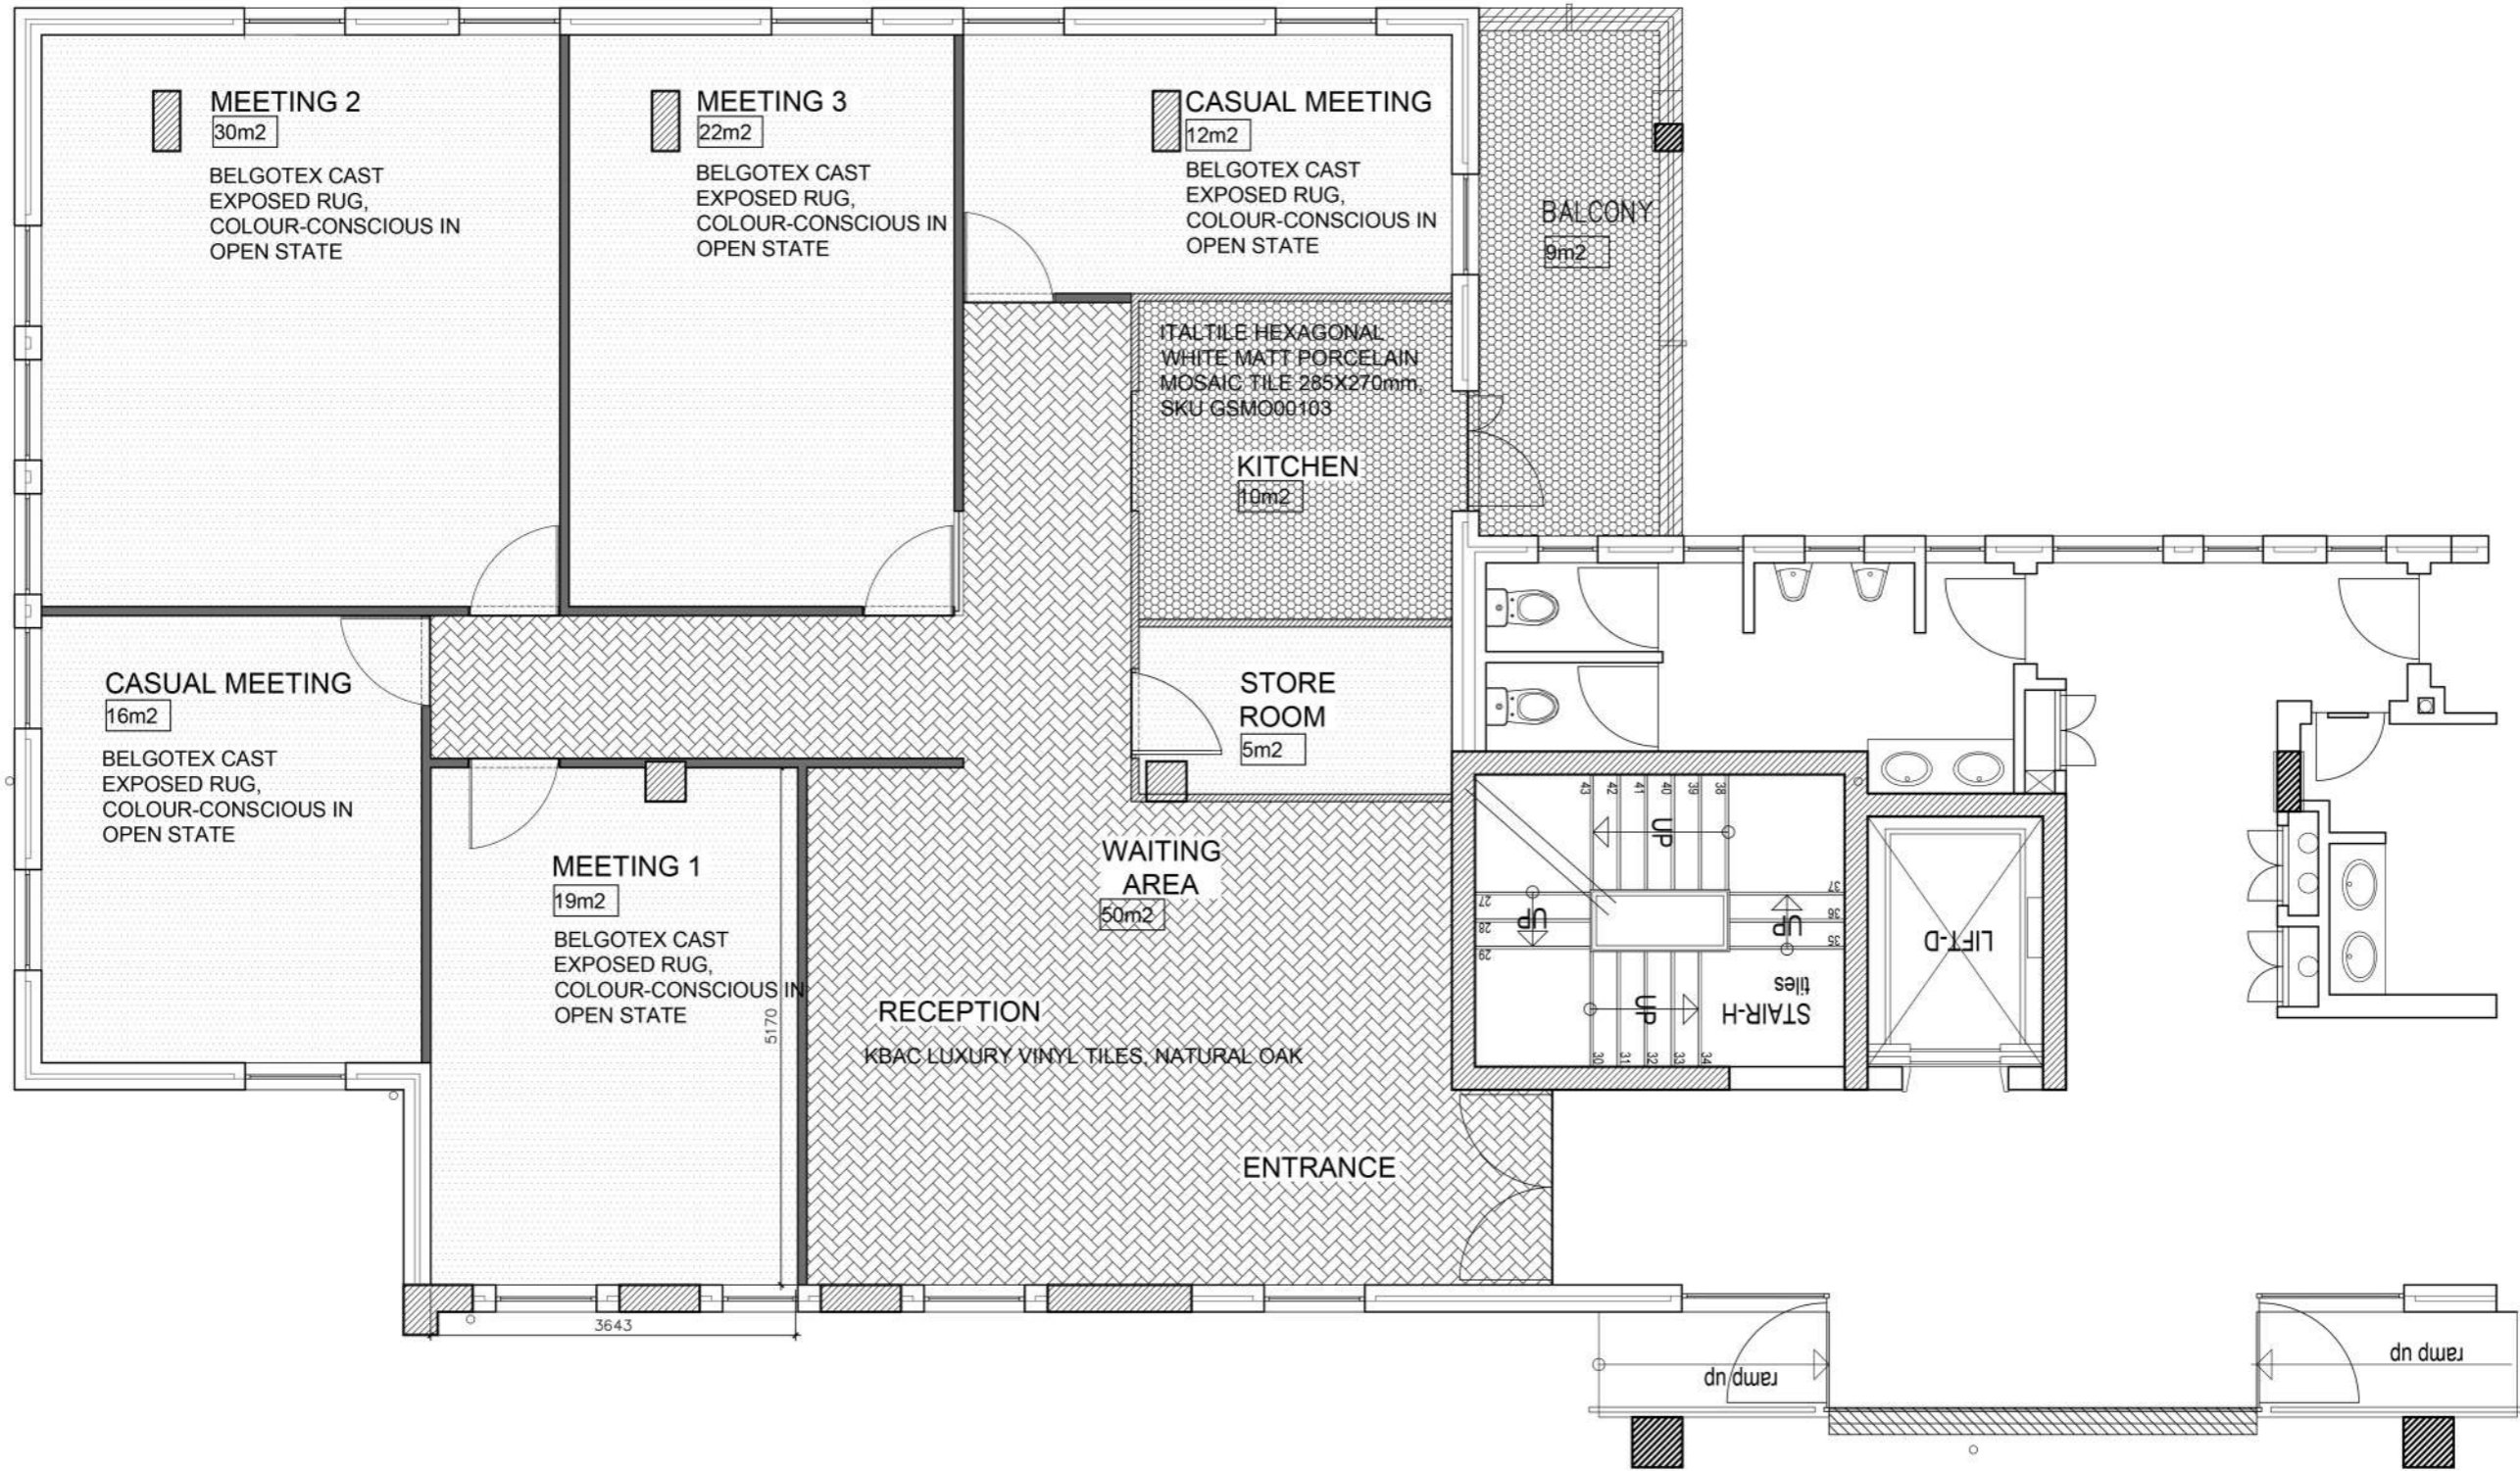 MEETING 2
30m2
BELGOTEX CAST
EXPOSED RUG,
COLOUR-CONSCIOUS IN
OPEN STATE
MEETING 3
22m2
BELGOTEX CAST
EXPOSED RUG,
COLOUR-CONSCIOUS IN
OPEN STATE
CASUAL MEETING
12m2
BELGOTEX CAST
EXPOSED RUG,
COLOUR-CONSCIOUS IN
OPEN STATE
BALCONY
9m2
ITALTILE HEXAGONAL
WHITE MATT PORCELAIN
MOSAIC TILE 285X270mm,
SKU GSMO00103
KITCHEN
10m2
CASUAL MEETING
16m2
BELGOTEX CAST
EXPOSED RUG,
COLOUR-CONSCIOUS IN
OPEN STATE
STORE
ROOM
5m2
MEETING 1
19m2
BELGOTEX CAST
EXPOSED RUG,
COLOUR-CONSCIOUS IN
OPEN STATE
5170
3643
WAITING
AREA
50m2
RECEPTION
KBAC LUXURY VINYL TILES, NATURAL OAK
ENTRANCE
43
42
41
40
39
38
UP
27
28
29
UP
37
36
35
UP
UP
30
31
32
33
34
STAIR-H
tiles
LIFT-D
ramp up
ramp up